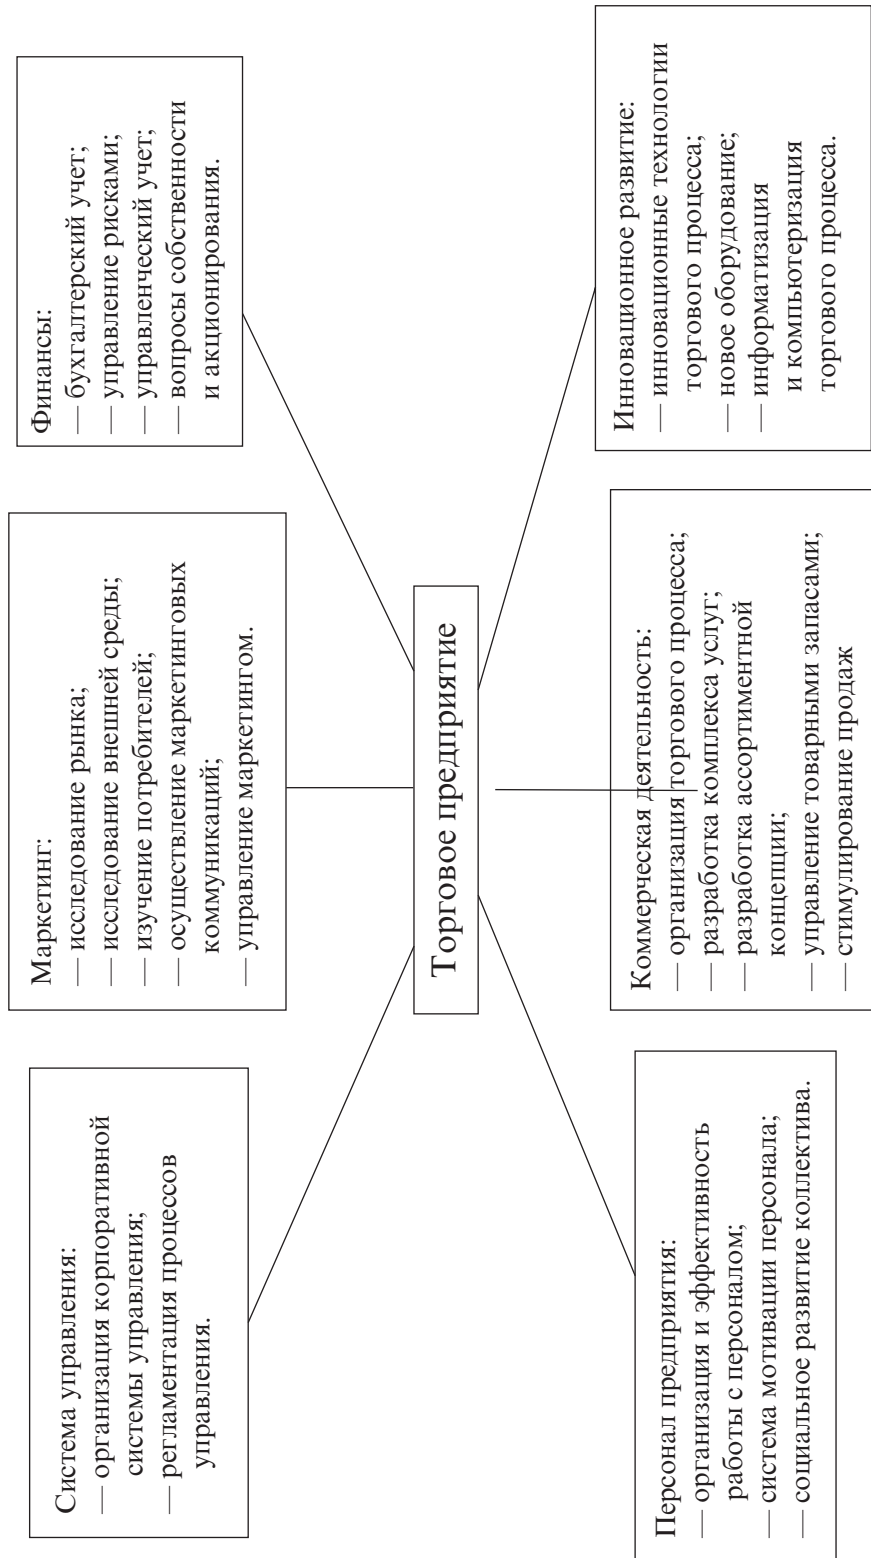 Система управления:
— организация корпоративной
системы управления;
— регламентация процессов
управления.
Маркетинг:
— исследование рынка;
— исследование внешней среды;
— изучение потребителей;
— осуществление маркетинговых
коммуникаций;
— управление маркетингом.
Финансы:
— бухгалтерский учет;
— управление рисками;
— управленческий учет;
— вопросы собственности
и акционирования.
Торговое предприятие
Персонал предприятия:
— организация и эффективность
работы с персоналом;
— система мотивации персонала;
— социальное развитие коллектива.
Коммерческая деятельность:
— организация торгового процесса;
— разработка комплекса услуг;
— разработка ассортиментной
концепции;
— управление товарными запасами;
— стимулирование продаж
Инновационное развитие:
— инновационные технологии
торгового процесса;
— новое оборудование;
— информатизация
и компьютеризация
торгового процесса.